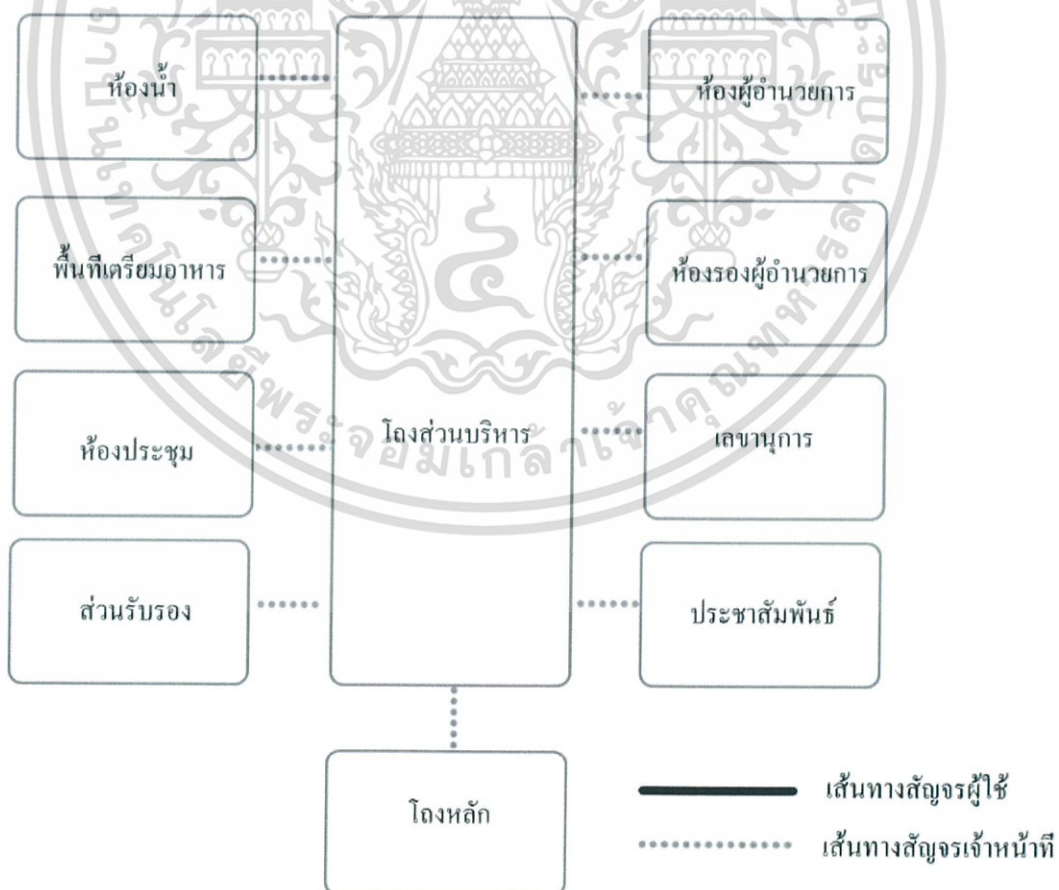 ห้องน้ำ
ห้องผู้อำนวยการ
พื้นที่เตรียมอาหาร
ห้องรองผู้อำนวยการ
ห้องประชุม
โถงส่วนบริหาร
เลขานุการ
ส่วนรับรอง
ประชาสัมพันธ์
โถงหลัก
เส้นทางสัญจรผู้ใช้
เส้นทางสัญจรเจ้าหน้าที่